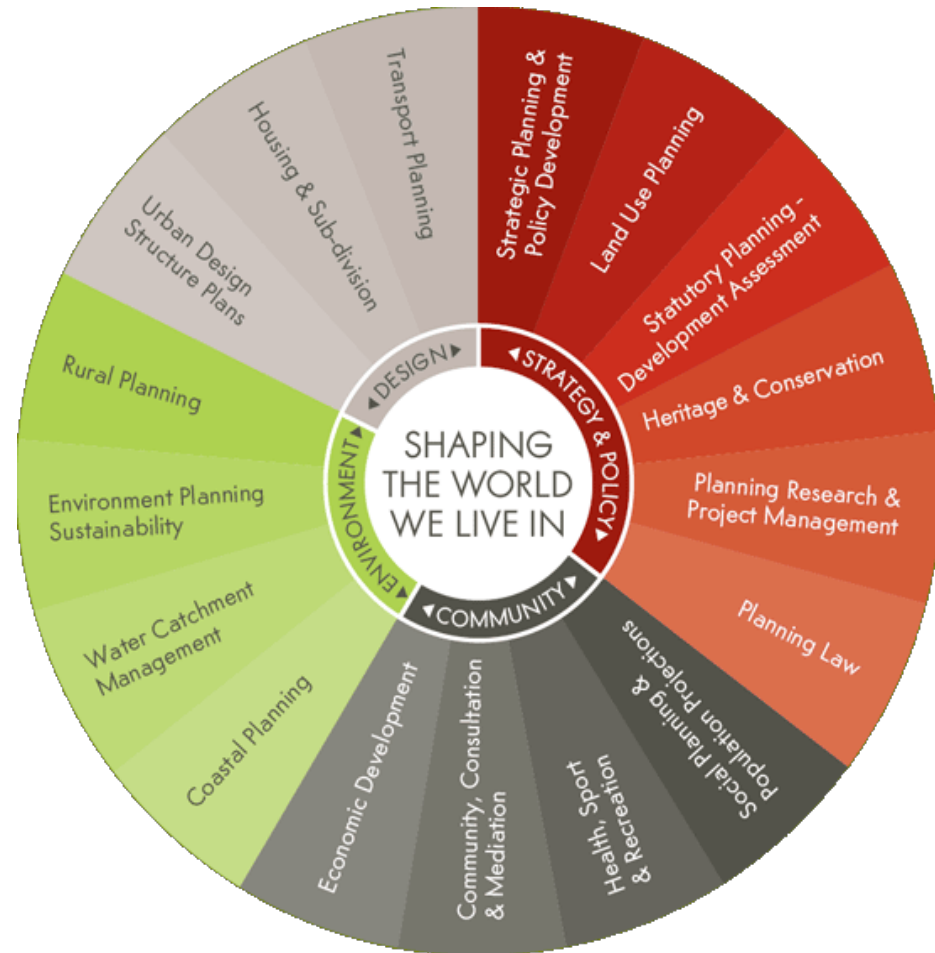 SHAPING
THE WORLD
WE LIVE IN
STRATEGY & POLICY
Strategic Planning &
Policy Development
Land Use Planning
Statutory Planning -
Development Assessment
Heritage & Conservation
Planning Research &
Project Management
Planning Law
COMMUNITY
Social Planning &
Population Projections
Health, Sport
& Recreation
Community, Consultation
& Mediation
Economic Development
ENVIRONMENT
Coastal Planning
Water Catchment
Management
Environment Planning
Sustainability
Rural Planning
DESIGN
Urban Design
Structure Plans
Housing & Sub-division
Transport Planning